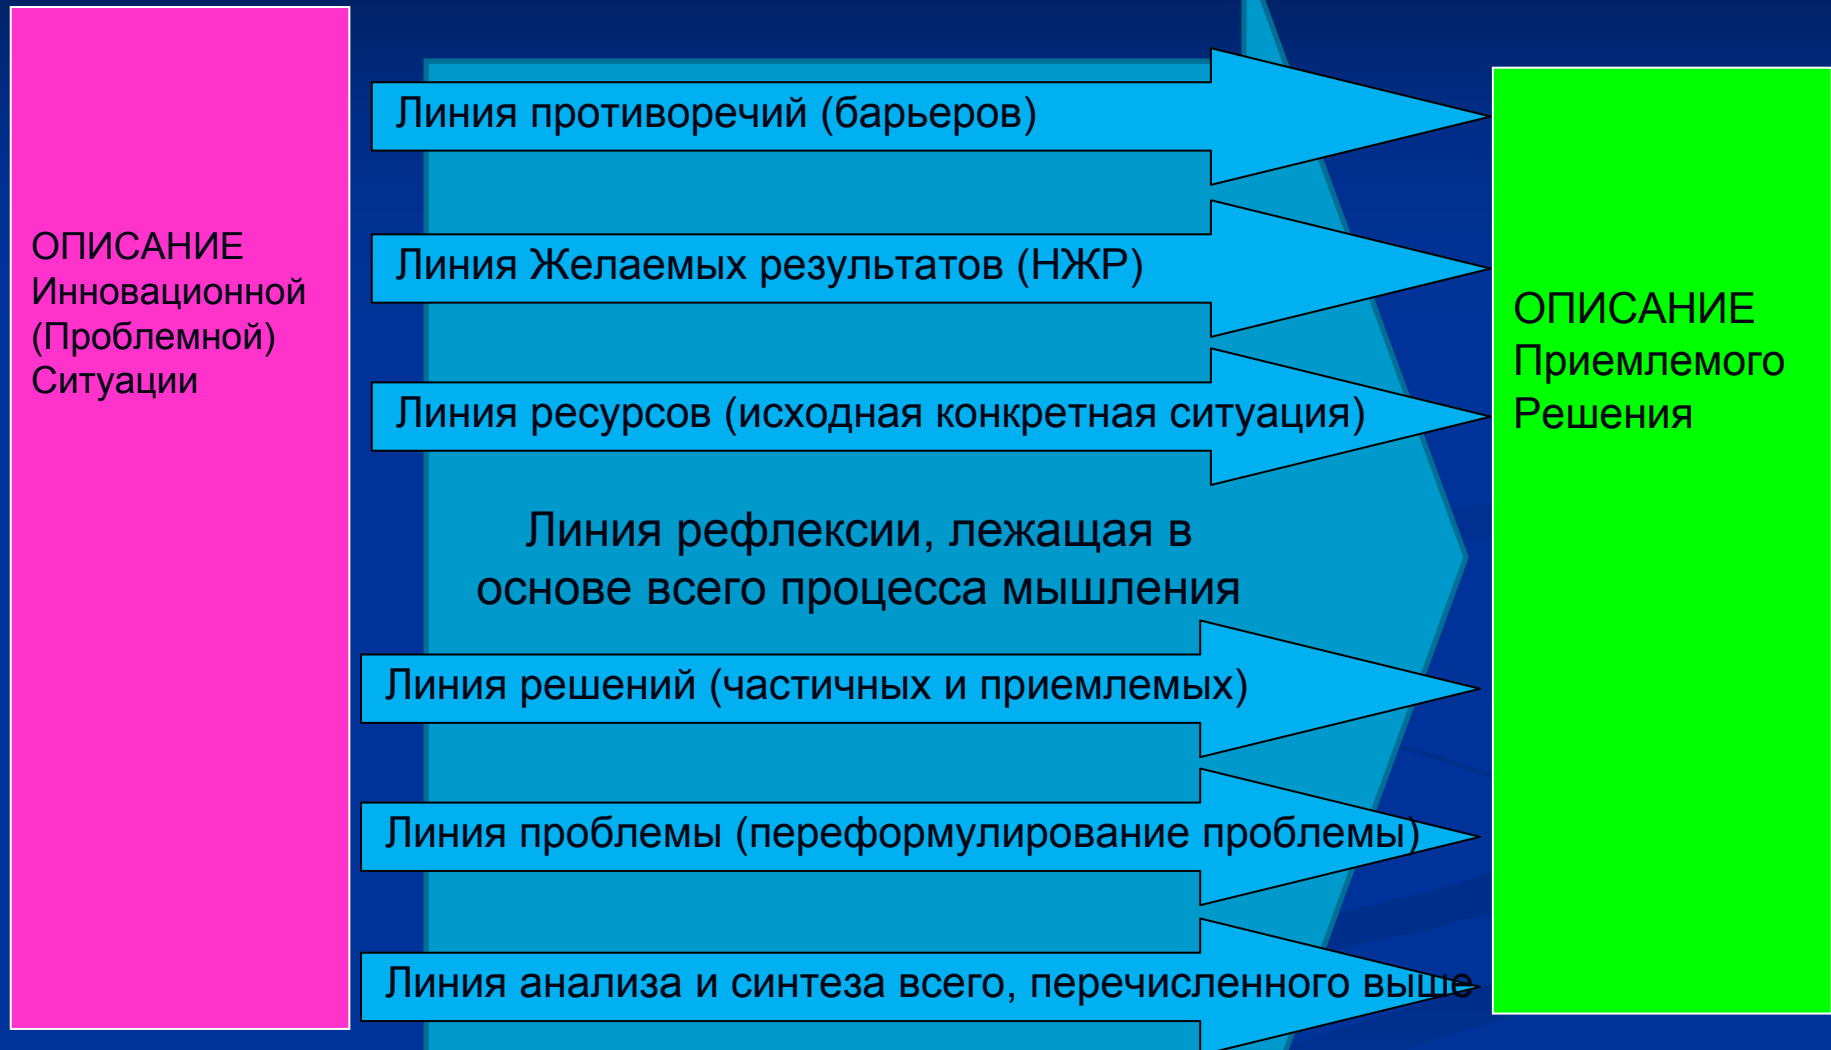 ОПИСАНИЕ
Инновационной
(Проблемной)
Ситуации
Линия противоречий (барьеров)
Линия Желаемых результатов (НЖР)
Линия ресурсов (исходная конкретная ситуация)
Линия рефлексии, лежащая в
основе всего процесса мышления
Линия решений (частичных и приемлемых)
Линия проблемы (переформулирование проблемы)
Линия анализа и синтеза всего, перечисленного выше
ОПИСАНИЕ
Приемлемого
Решения